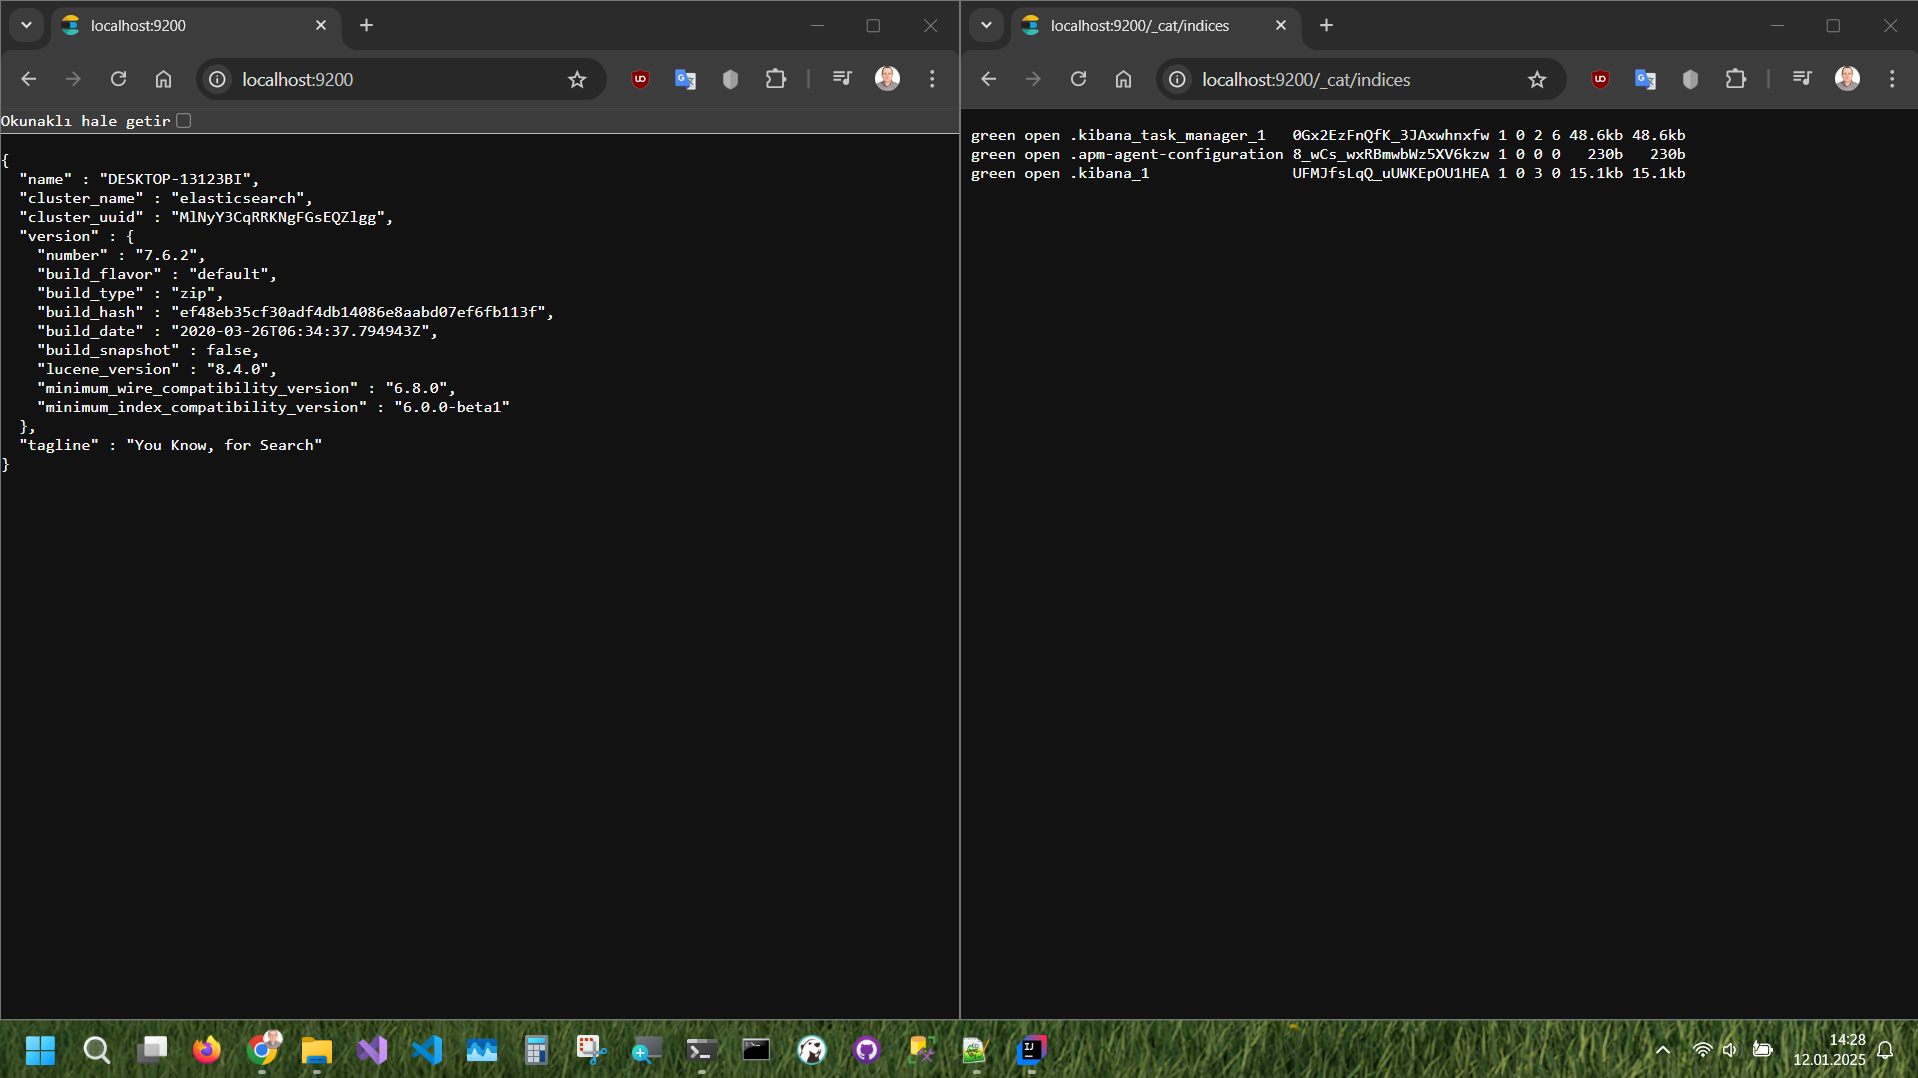 localhost:9200
localhost:9200
Okunaklı hale getir
{
  "name" : "DESKTOP-13123BI",
  "cluster_name" : "elasticsearch",
  "cluster_uuid" : "MlNyY3CqRRKNgFGsEQZlgg",
  "version" : {
    "number" : "7.6.2",
    "build_flavor" : "default",
    "build_type" : "zip",
    "build_hash" : "ef48eb35cf30adf4db14086e8aabd07ef6fb113f",
    "build_date" : "2020-03-26T06:34:37.794943Z",
    "build_snapshot" : false,
    "lucene_version" : "8.4.0",
    "minimum_wire_compatibility_version" : "6.8.0",
    "minimum_index_compatibility_version" : "6.0.0-beta1"
  },
  "tagline" : "You Know, for Search"
}
localhost:9200/_cat/indices
localhost:9200/_cat/indices
green open .kibana_task_manager_1   0Gx2EzFnQfK_3JAxwhnxfw 1 0 2 6 48.6kb 48.6kb
green open .apm-agent-configuration 8_wCs_wxRBmwbWz5XV6kzw 1 0 0 0   230b   230b
green open .kibana_1                UFMJfsLqQ_uUWKEpOU1HEA 1 0 3 0 15.1kb 15.1kb
14:28
12.01.2025